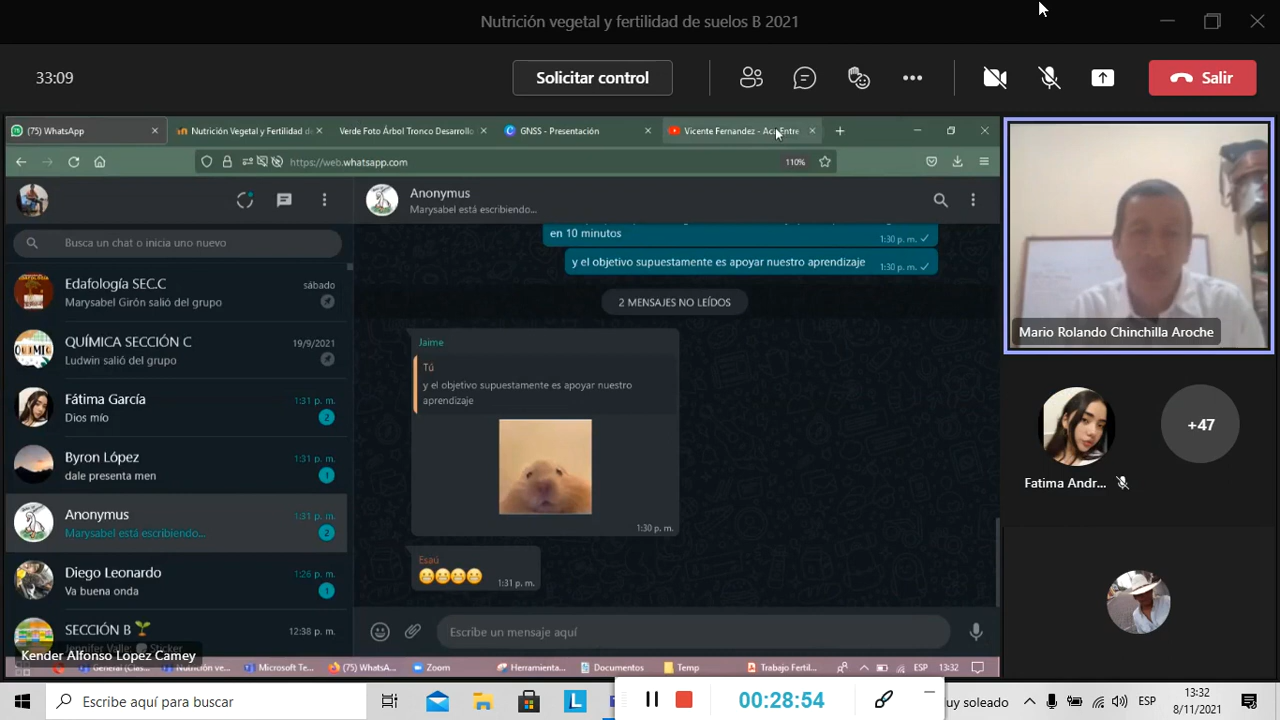 Nutrición vegetal y fertilidad de suelos B 2021
33:09
Solicitar control
Salir
(75) WhatsApp
Nutrición Vegetal y Fertilidad d
Verde Foto Árbol Tronco Desarrollo
GNSS - Presentación
Vicente Fernandez - Aca Entre
https://web.whatsapp.com
110%
Anonymus
Marysabel está escribiendo...
Busca un chat o inicia uno nuevo
en 10 minutos
1:30 p. m.
y el objetivo supuestamente es apoyar nuestro aprendizaje
1:30 p. m.
2 MENSAJES NO LEÍDOS
Edafología SEC.C
sábado
Marysabel Girón salió del grupo
QUÍMICA SECCIÓN C
19/9/2021
Ludwin salió del grupo
Fátima García
1:31 p. m.
Dios mío
2
Byron López
1:31 p. m.
dale presenta men
1
Anonymus
1:31 p. m.
Marysabel está escribiendo...
2
Diego Leonardo
1:26 p. m.
Va buena onda
1
SECCIÓN B
12:38 p. m.
Jennifer Valle: Sticker
Jaime
Tú
y el objetivo supuestamente es apoyar nuestro
aprendizaje
1:30 p. m.
Esaú
1:31 p. m.
Escribe un mensaje aquí
Mario Rolando Chinchilla Aroche
+47
Fatima Andr...
Kender Alfonso Lopez Camey
General (Cla
Nutrición ve...
Microsoft Te...
(75) WhatsA...
Zoom
Herramienta...
Documentos
Temp
Trabajo Fertil...
ESP
13:32
Escribe aquí para buscar
00:28:54
uy soleado
ESP
13:32
8/11/2021